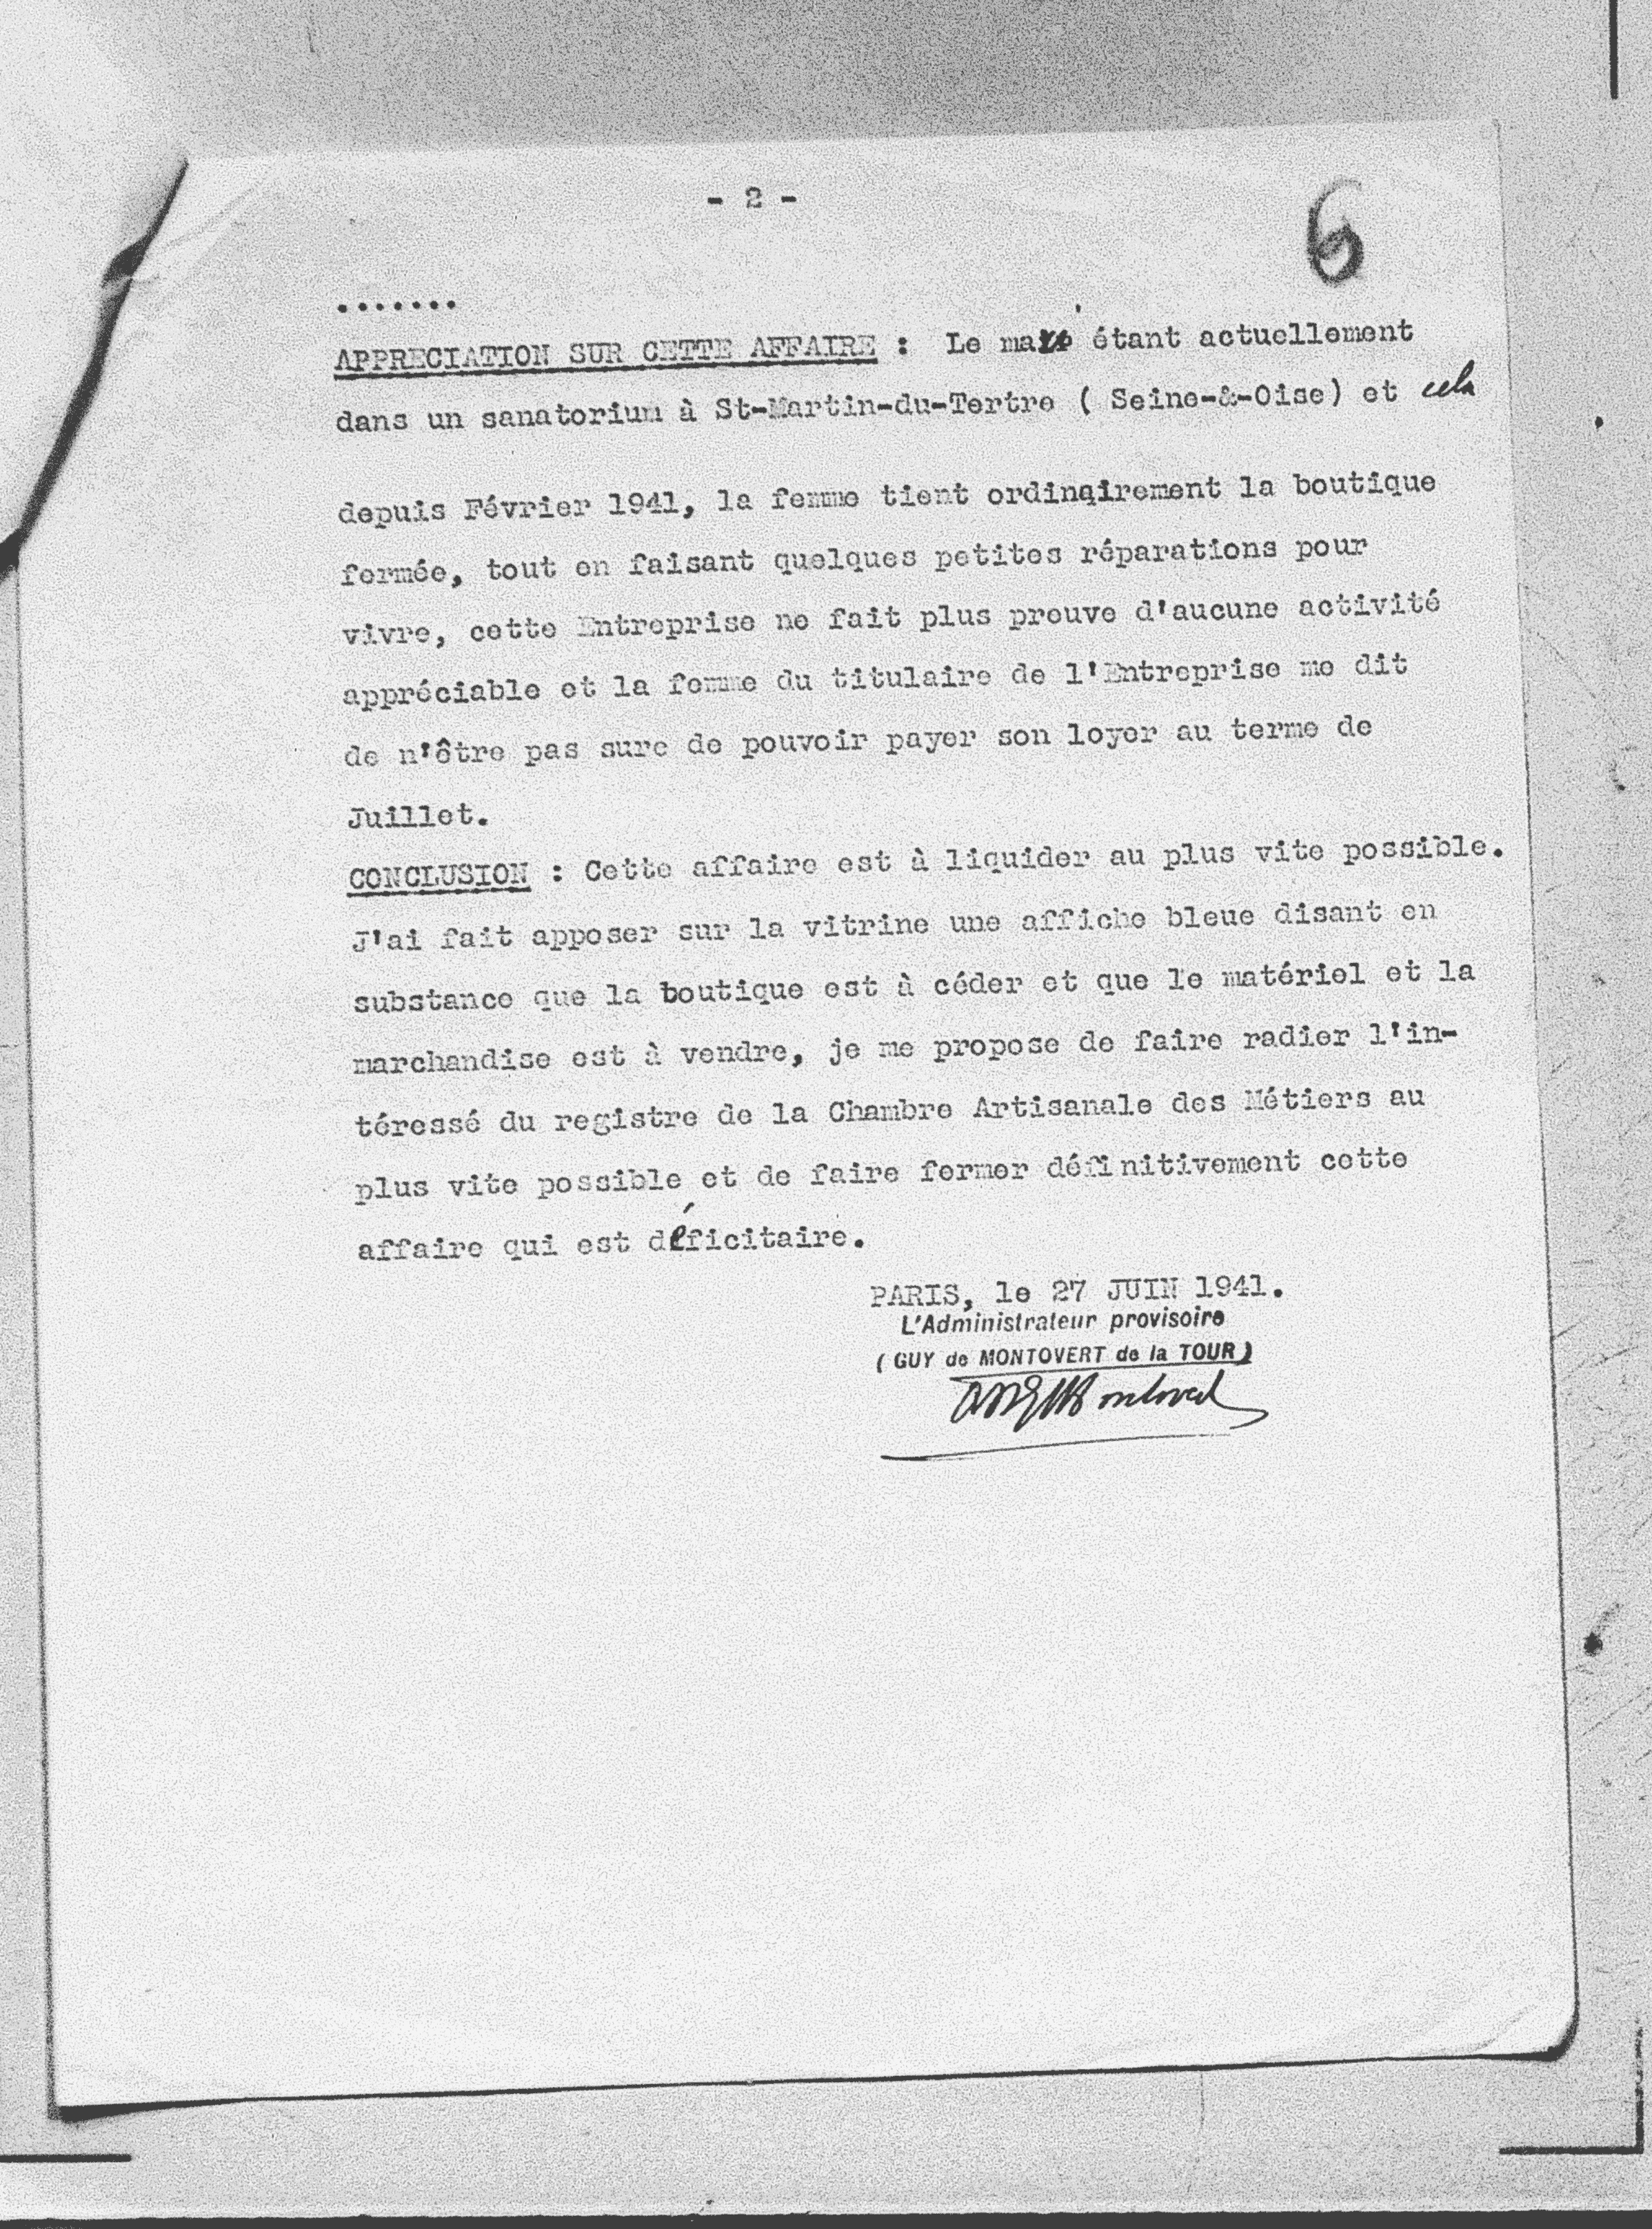 - 2 -
6
.......
APPRECIATION SUR CETTE AFFAIRE : Le mari étant actuellement
dans un sanatorium à St-Martin-du-Tertre ( Seine-&-Oise) et cela
depuis Février 1941, la femme tient ordinairement la boutique
fermée, tout en faisant quelques petites réparations pour
vivre, cette Entreprise ne fait plus preuve d'aucune activité
appréciable et la femme du titulaire de l'Entreprise me dit
de n'être pas sure de pouvoir payer son loyer au terme de
Juillet.
CONCLUSION : Cette affaire est à liquider au plus vite possible.
J'ai fait apposer sur la vitrine une affiche bleue disant en
substance que la boutique est à céder et que le matériel et la
marchandise est à vendre, je me propose de faire radier l'in-
téressé du registre de la Chambre Artisanale des Métiers au
plus vite possible et de faire fermer définitivement cette
affaire qui est déficitaire.
PARIS, le 27 JUIN 1941.
L'Administrateur provisoire
( GUY de MONTOVERT de la TOUR )